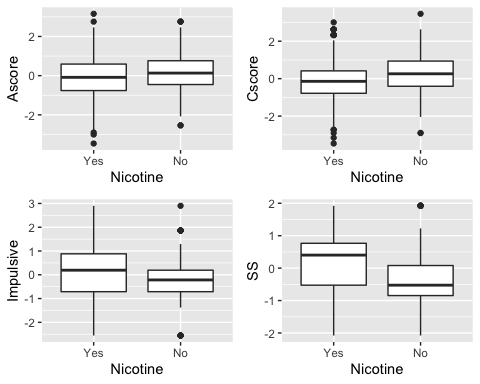 Ascore
2
0
-2
Yes
No
Nicotine
Cscore
2
0
-2
Yes
No
Nicotine
Impulsive
3
2
1
0
-1
-2
Yes
No
Nicotine
SS
2
1
0
-1
-2
Yes
No
Nicotine